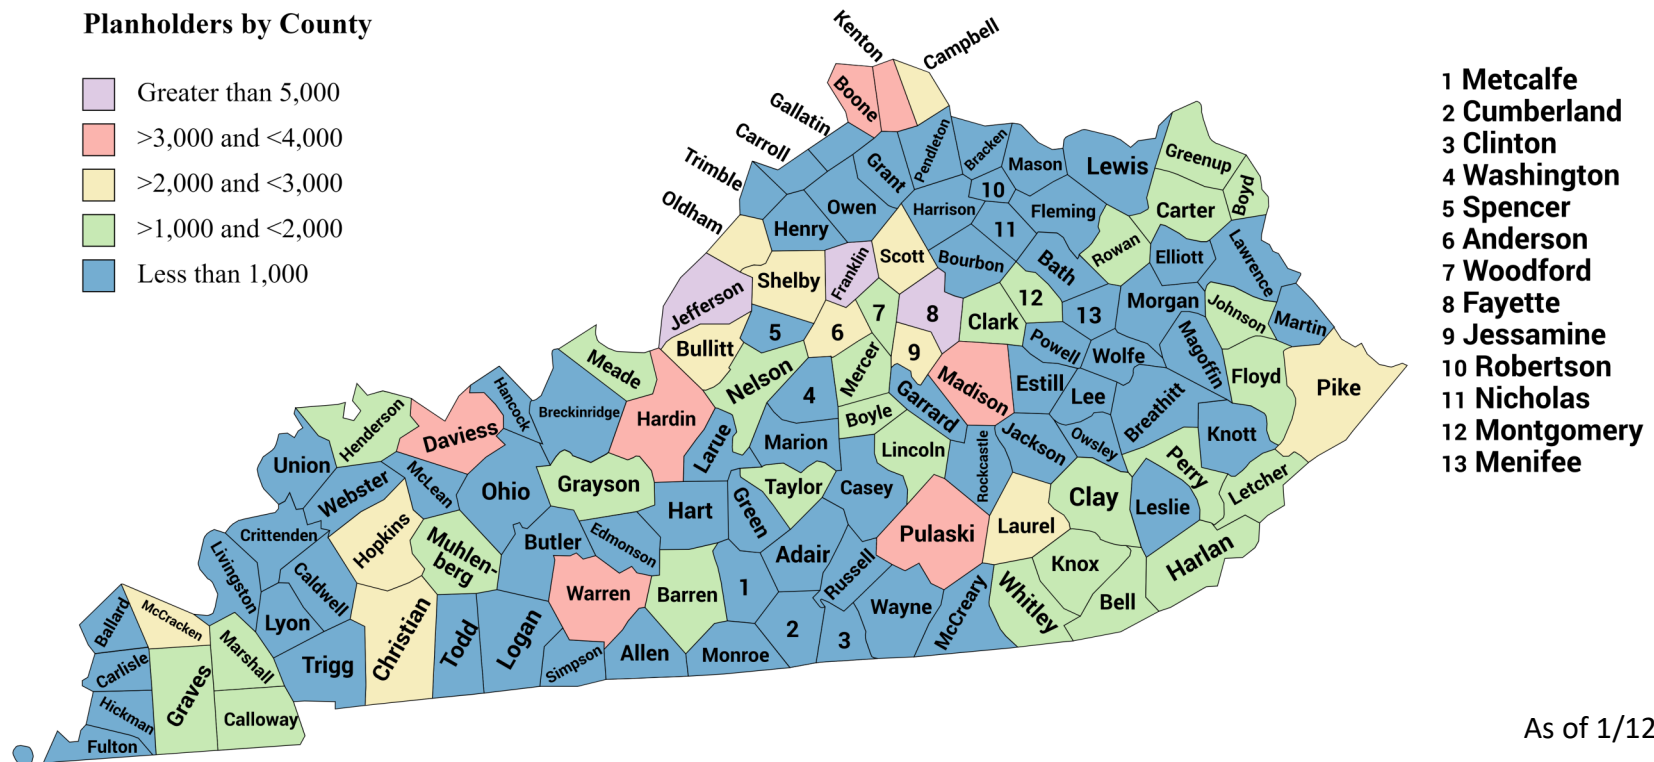 Planholders by County
Greater than 5,000
>3,000 and <4,000
>2,000 and <3,000
>1,000 and <2,000
Less than 1,000
Kenton
Campbell
Boone
Gallatin
Carroll
Trimble
Oldham
Grant
Pendleton
Bracken
Mason
Lewis
Greenup
Boyd
Carter
10
Owen
Henry
Harrison
Fleming
11
Rowan
Elliott
Lawrence
Franklin
Scott
Bourbon
Bath
Shelby
Jefferson
Bullitt
5
6
7
8
9
Clark
12
13
Morgan
Johnson
Martin
Magoffin
Powell
Wolfe
Floyd
Pike
Meade
Nelson
Mercer
Garrard
Madison
Estill
Lee
Breathitt
Knott
Hancock
Breckinridge
Hardin
Larue
4
Boyle
Marion
Lincoln
Rockcastle
Jackson
Owsley
Perry
Letcher
Henderson
Daviess
Union
Webster
McLean
Ohio
Grayson
Hart
Green
Taylor
Casey
Pulaski
Laurel
Clay
Leslie
Harlan
Crittenden
Hopkins
Muhlen-
berg
Butler
Edmonson
Adair
Russell
Knox
Bell
Whitley
Livingston
Caldwell
Lyon
Warren
Barren
1
2
3
Wayne
McCreary
Ballard
McCracken
Marshall
Trigg
Christian
Todd
Logan
Simpson
Allen
Monroe
Carlisle
Graves
Calloway
Hickman
Fulton
1 Metcalfe
2 Cumberland
3 Clinton
4 Washington
5 Spencer
6 Anderson
7 Woodford
8 Fayette
9 Jessamine
10 Robertson
11 Nicholas
12 Montgomery
13 Menifee
As of 1/12